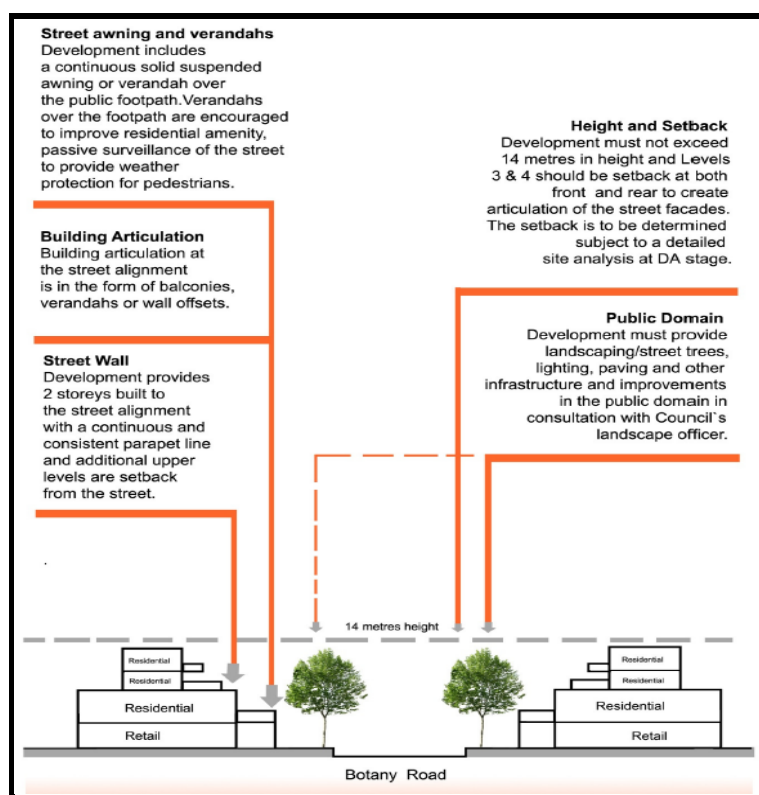 Street awning and verandahs
Development includes
a continuous solid suspended
awning or verandah over
the public footpath.Verandahs
over the footpath are encouraged
to improve residential amenity,
passive surveillance of the street
to provide weather
protection for pedestrians.
Building Articulation
Building articulation at
the street alignment
is in the form of balconies,
verandahs or wall offsets.
Street Wall
Development provides
2 storeys built to
the street alignment
with a continuous and
consistent parapet line
and additional upper
levels are setback
from the street.
Height and Setback
Development must not exceed
14 metres in height and Levels
3 & 4 should be setback at both
front and rear to create
articulation of the street facades.
The setback is to be determined
subject to a detailed
site analysis at DA stage.
Public Domain
Development must provide
landscaping/street trees,
lighting, paving and other
infrastructure and improvements
in the public domain in
consultation with Council`s
landscape officer.
14 metres height
Residential
Residential
Residential
Retail
Residential
Residential
Residential
Retail
Botany Road